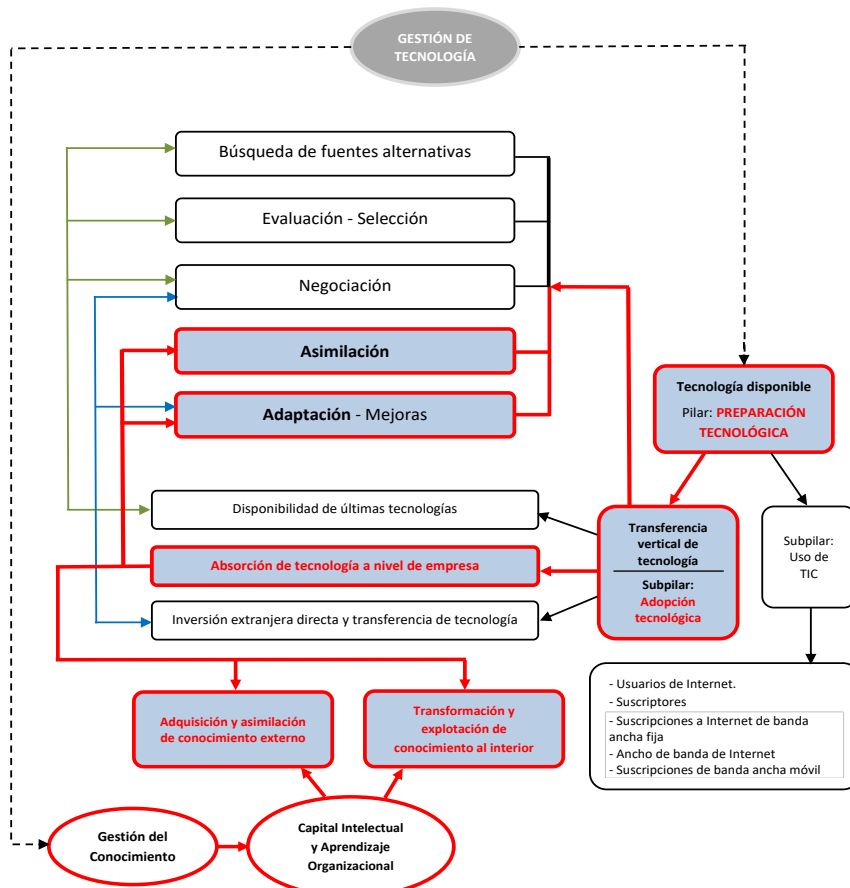 GESTIÓN DE
TECNOLOGÍA
Búsqueda de fuentes alternativas
Evaluación - Selección
Negociación
Asimilación
Adaptación - Mejoras
Tecnología disponible
Pilar: PREPARACIÓN
TECNOLÓGICA
Disponibilidad de últimas tecnologías
Absorción de tecnología a nivel de empresa
Inversión extranjera directa y transferencia de tecnología
Transferencia
vertical de
tecnología
Subpilar:
Adopción
tecnológica
Subpilar:
Uso de
TIC
- Usuarios de Internet.
- Suscriptores
- Suscripciones a Internet de banda
ancha fija
- Ancho de banda de Internet
- Suscripciones de banda ancha móvil
Adquisición y asimilación
de conocimiento externo
Transformación y
explotación de
conocimiento al interior
Gestión del
Conocimiento
Capital Intelectual
y Aprendizaje
Organizacional